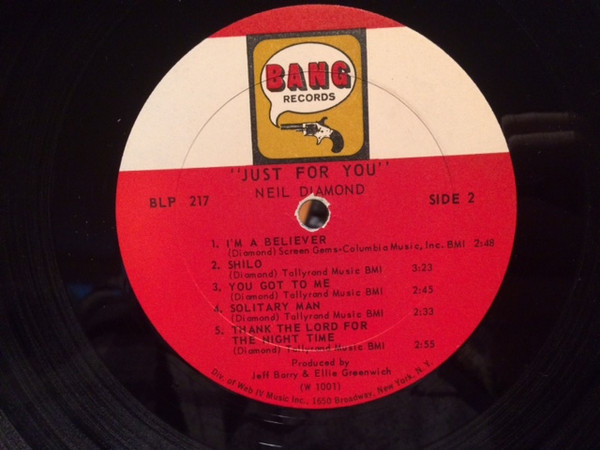 BANG
RECORDS
"JUST FOR YOU"
NEIL DIAMOND
BLP 217
SIDE 2
1. I'M A BELIEVER
(Diamond) Screen Gems-Columbia Music, Inc. BMI 2:48
2. SHILO
(Diamond) Tallyrand Music BMI 3:23
3. YOU GOT TO ME
(Diamond) Tallyrand Music BMI 2:45
4. SOLITARY MAN
(Diamond) Tallyrand Music BMI 2:33
5. THANK THE LORD FOR
THE NIGHT TIME
(Diamond) Tallyrand Music BMI 2:55
Produced by
Jeff Barry & Ellie Greenwich
(W 1001)
Div. of Web IV Music Inc., 1650 Broadway, New York, N. Y.